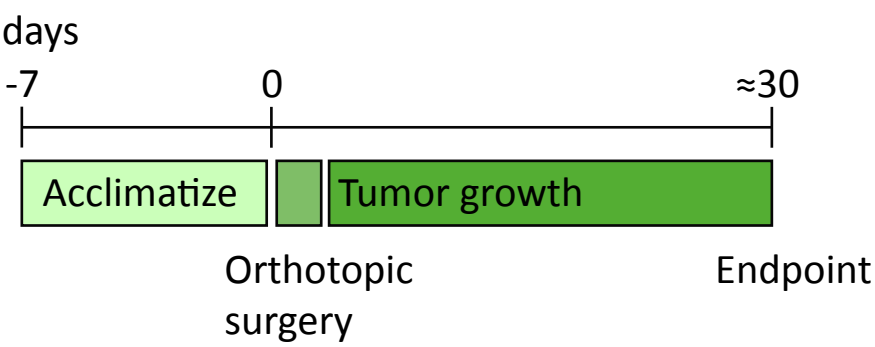 days
-7 0 ≈30
Acclimatize Tumor growth
Orthotopic Endpoint
surgery